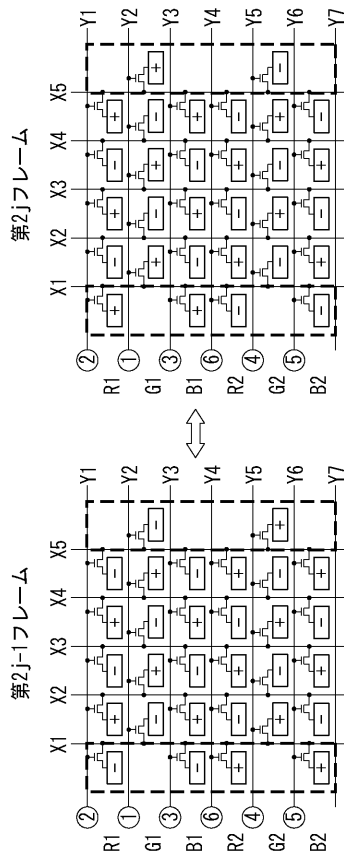 第2j-1フレーム
X1 X2 X3 X4 X5
② Y1
R1 - + - + -
① Y2
G1 - + - + -
③ Y3
B1 - + - + -
⑥ Y4
R2 + - + - +
④ Y5
G2 + - + - +
⑤ Y6
B2 + - + - +
Y7
第2jフレーム
X1 X2 X3 X4 X5
② Y1
R1 + - + - +
① Y2
G1 + - + - +
③ Y3
B1 + - + - +
⑥ Y4
R2 - + - + -
④ Y5
G2 - + - + -
⑤ Y6
B2 - + - + -
Y7